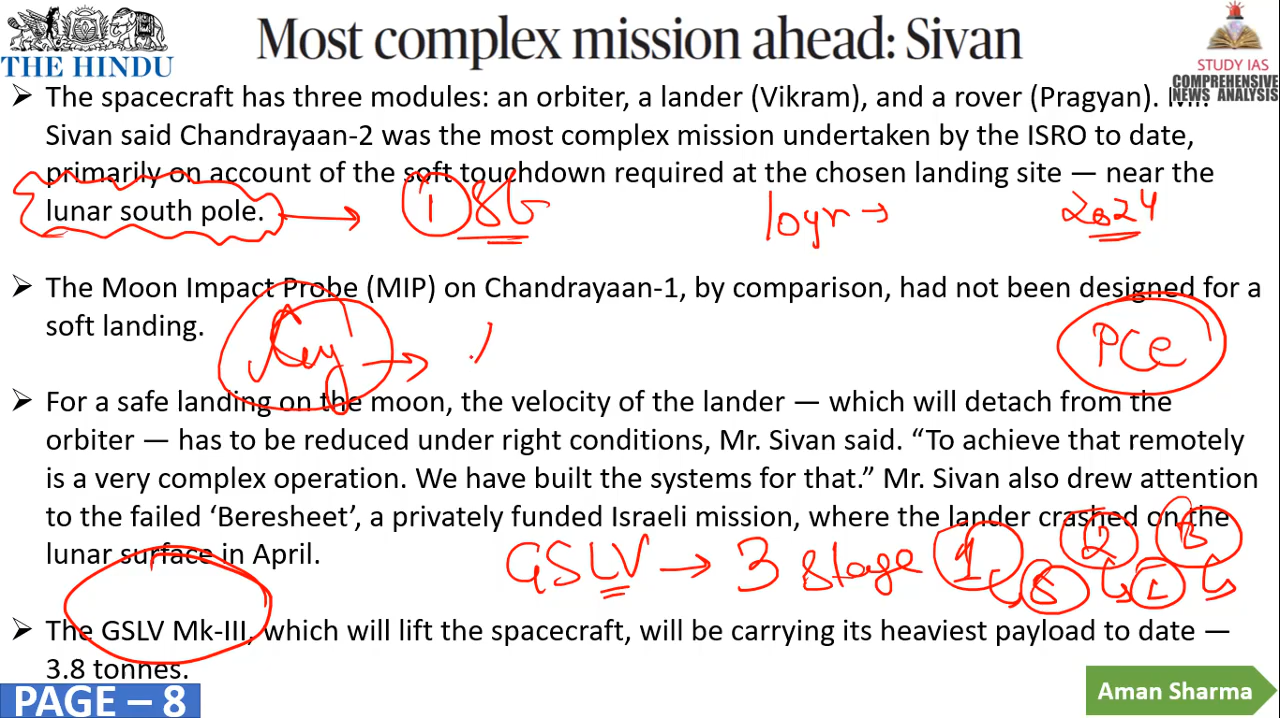 THE HINDU
Most complex mission ahead: Sivan
STUDY IAS
COMPREHENSIVE
NEWS ANALYSIS
➢ The spacecraft has three modules: an orbiter, a lander (Vikram), and a rover (Pragyan). Mr.
Sivan said Chandrayaan-2 was the most complex mission undertaken by the ISRO to date,
primarily on account of the soft touchdown required at the chosen landing site — near the
lunar south pole.
10yr → 2024
➢ The Moon Impact Probe (MIP) on Chandrayaan-1, by comparison, had not been designed for a
soft landing.
➢ For a safe landing on the moon, the velocity of the lander — which will detach from the
orbiter — has to be reduced under right conditions, Mr. Sivan said. “To achieve that remotely
is a very complex operation. We have built the systems for that.” Mr. Sivan also drew attention
to the failed ‘Beresheet’, a privately funded Israeli mission, where the lander crashed on the
lunar surface in April.
GSLV → 3 stage 1 2 3
S L
➢ The GSLV Mk-III, which will lift the spacecraft, will be carrying its heaviest payload to date —
3.8 tonnes.
PAGE – 8
Aman Sharma